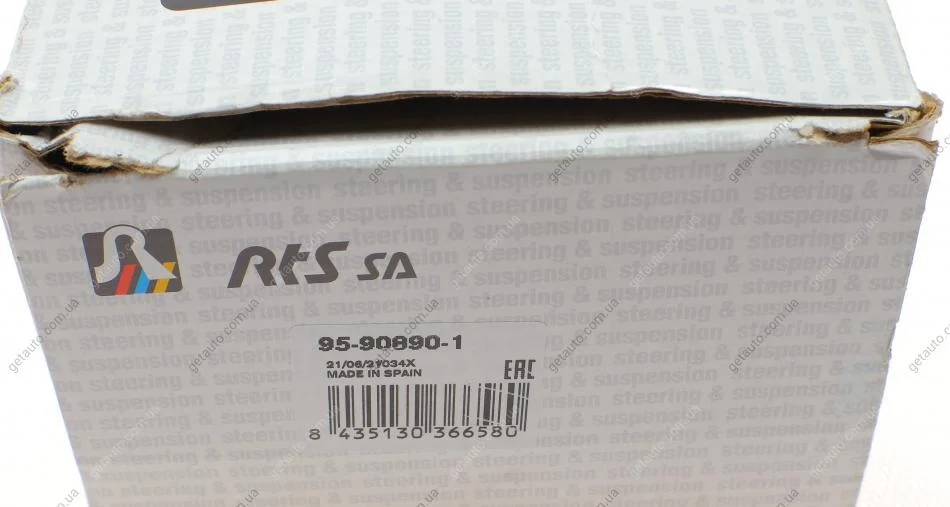 steering & suspension
RTS SA
95-90890-1
21/06/21034X
MADE IN SPAIN
EAC
8 435130 366580
getauto.com.ua